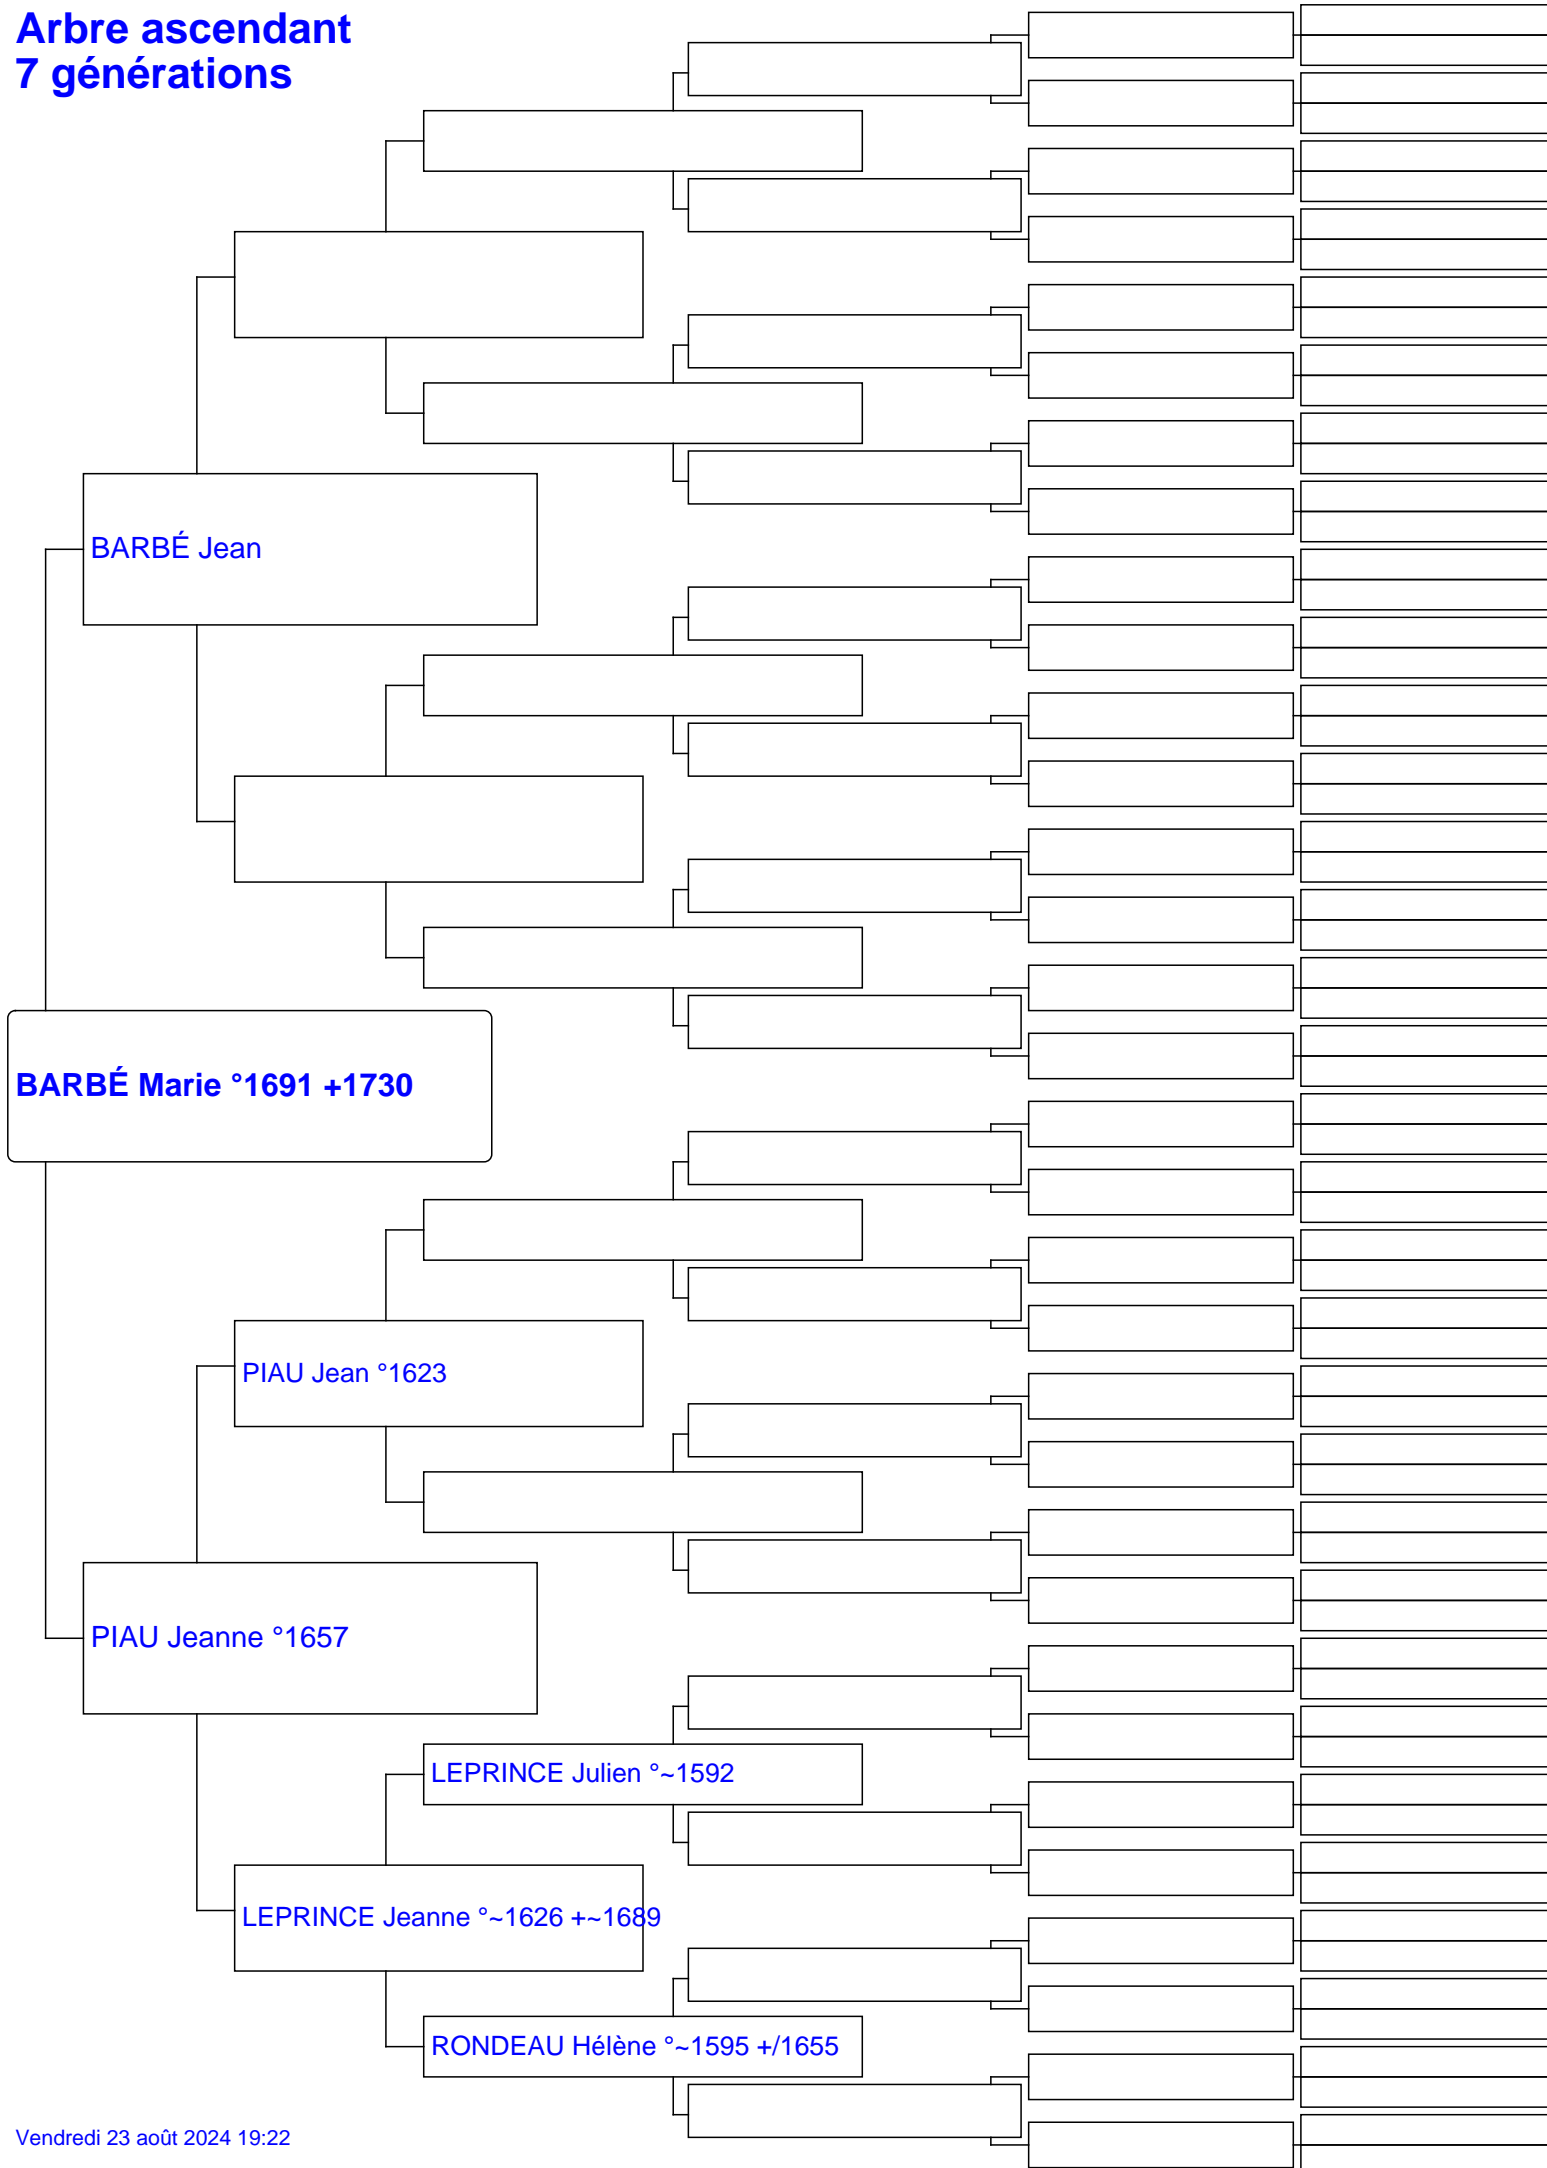 Arbre ascendant
7 générations
BARBÉ Jean
BARBÉ Marie °1691 +1730
PIAU Jean °1623
PIAU Jeanne °1657
LEPRINCE Julien °~1592
LEPRINCE Jeanne °~1626 +~1689
RONDEAU Hélène °~1595 +/1655
Vendredi 23 août 2024 19:22